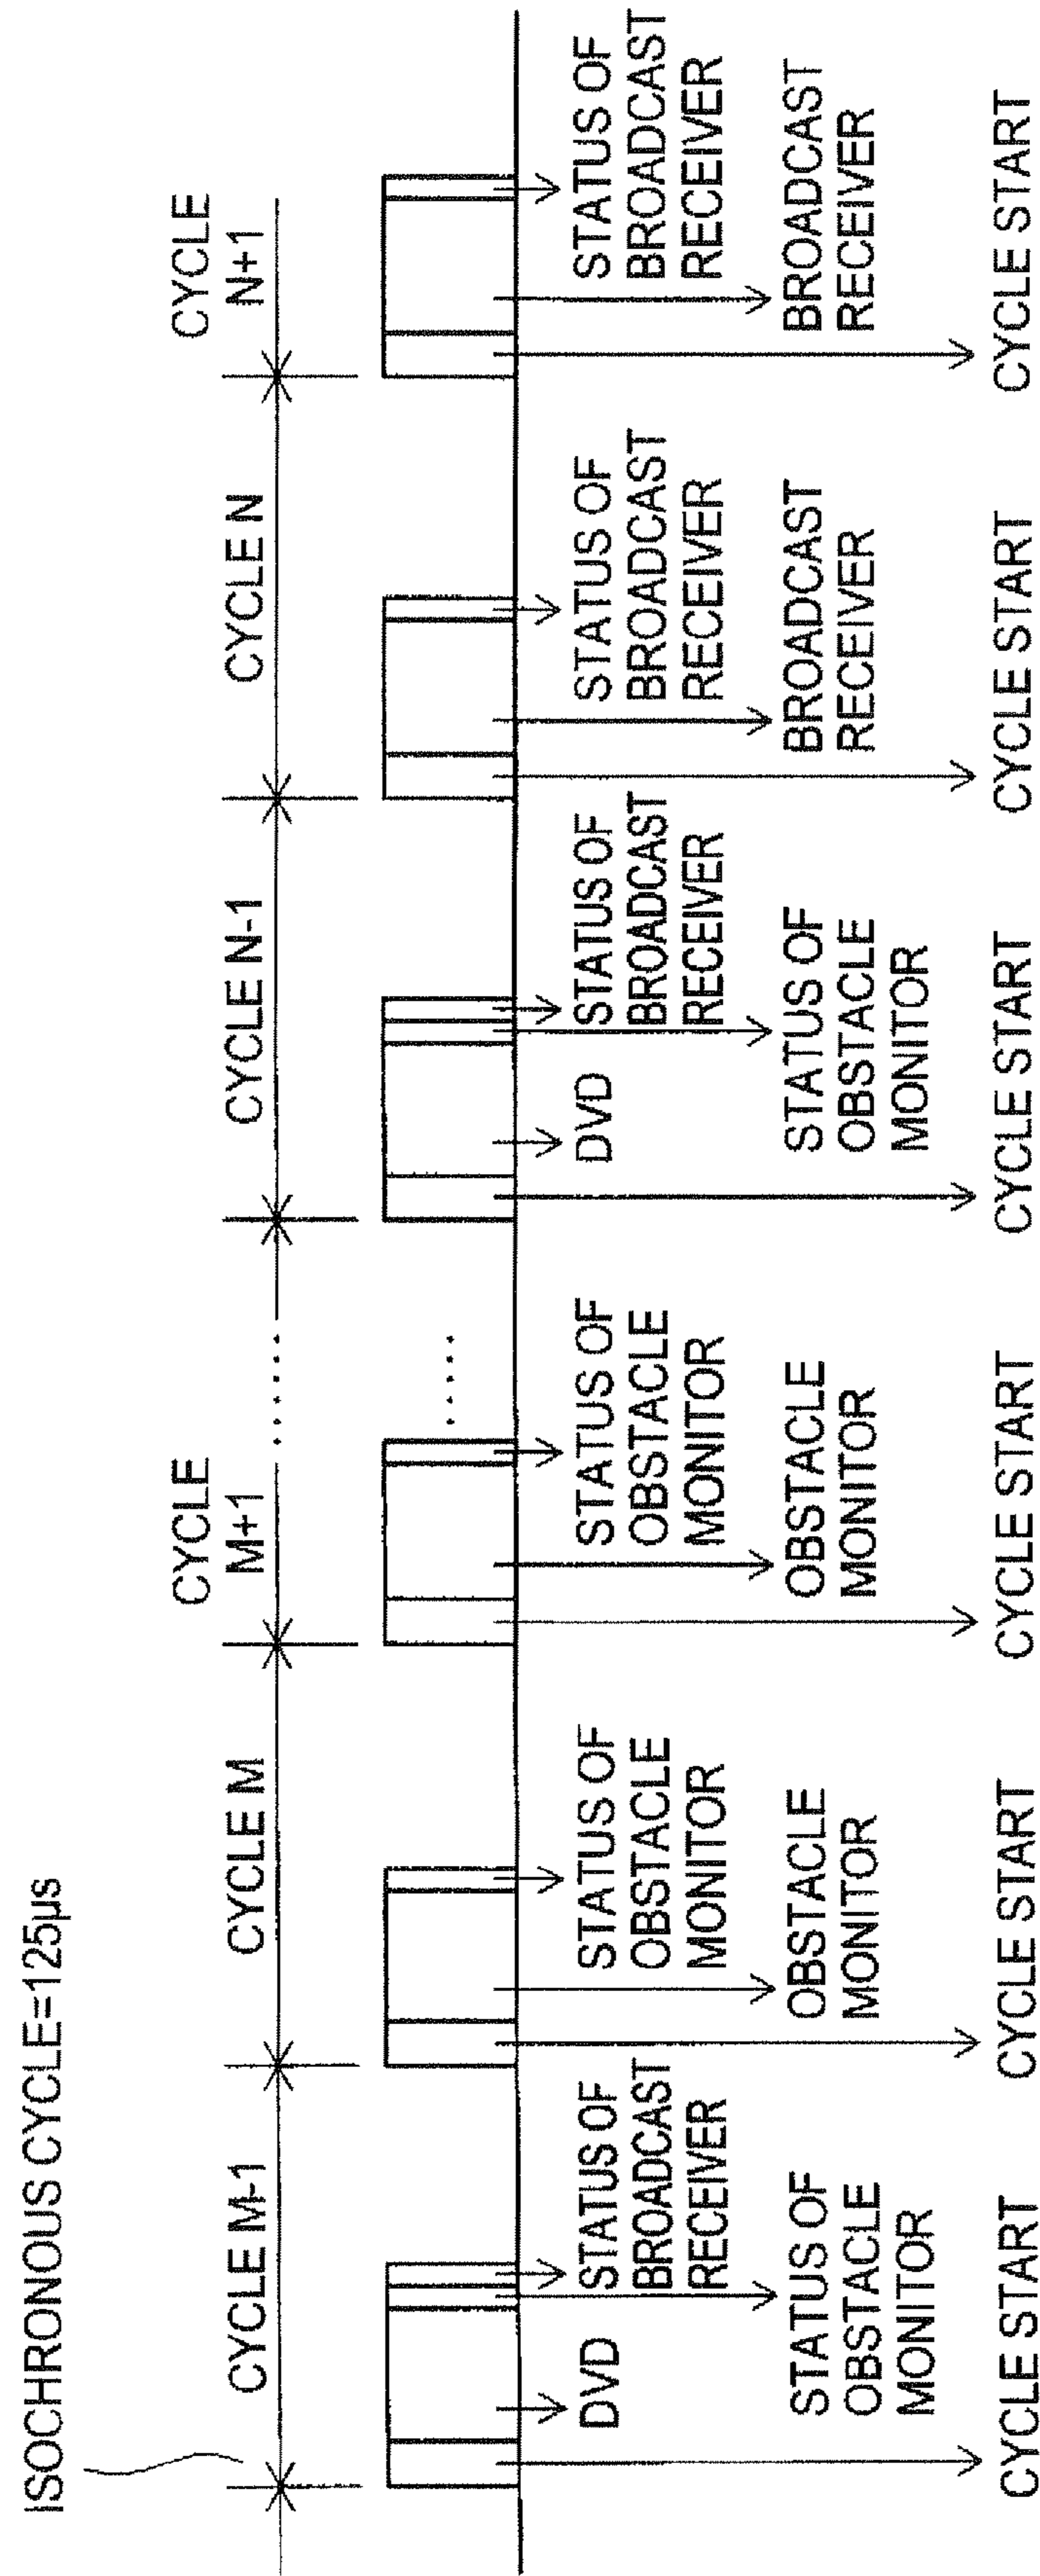 ISOCHRONOUS CYCLE=125μs
CYCLE M-1
CYCLE M
CYCLE
M+1
CYCLE N-1
CYCLE N
CYCLE
N+1
DVD
STATUS OF
BROADCAST
RECEIVER
STATUS OF
OBSTACLE
MONITOR
CYCLE START
STATUS OF
OBSTACLE
MONITOR
OBSTACLE
MONITOR
CYCLE START
STATUS OF
OBSTACLE
MONITOR
OBSTACLE
MONITOR
CYCLE START
DVD
STATUS OF
BROADCAST
RECEIVER
STATUS OF
OBSTACLE
MONITOR
CYCLE START
STATUS OF
BROADCAST
RECEIVER
BROADCAST
RECEIVER
CYCLE START
STATUS OF
BROADCAST
RECEIVER
BROADCAST
RECEIVER
CYCLE START